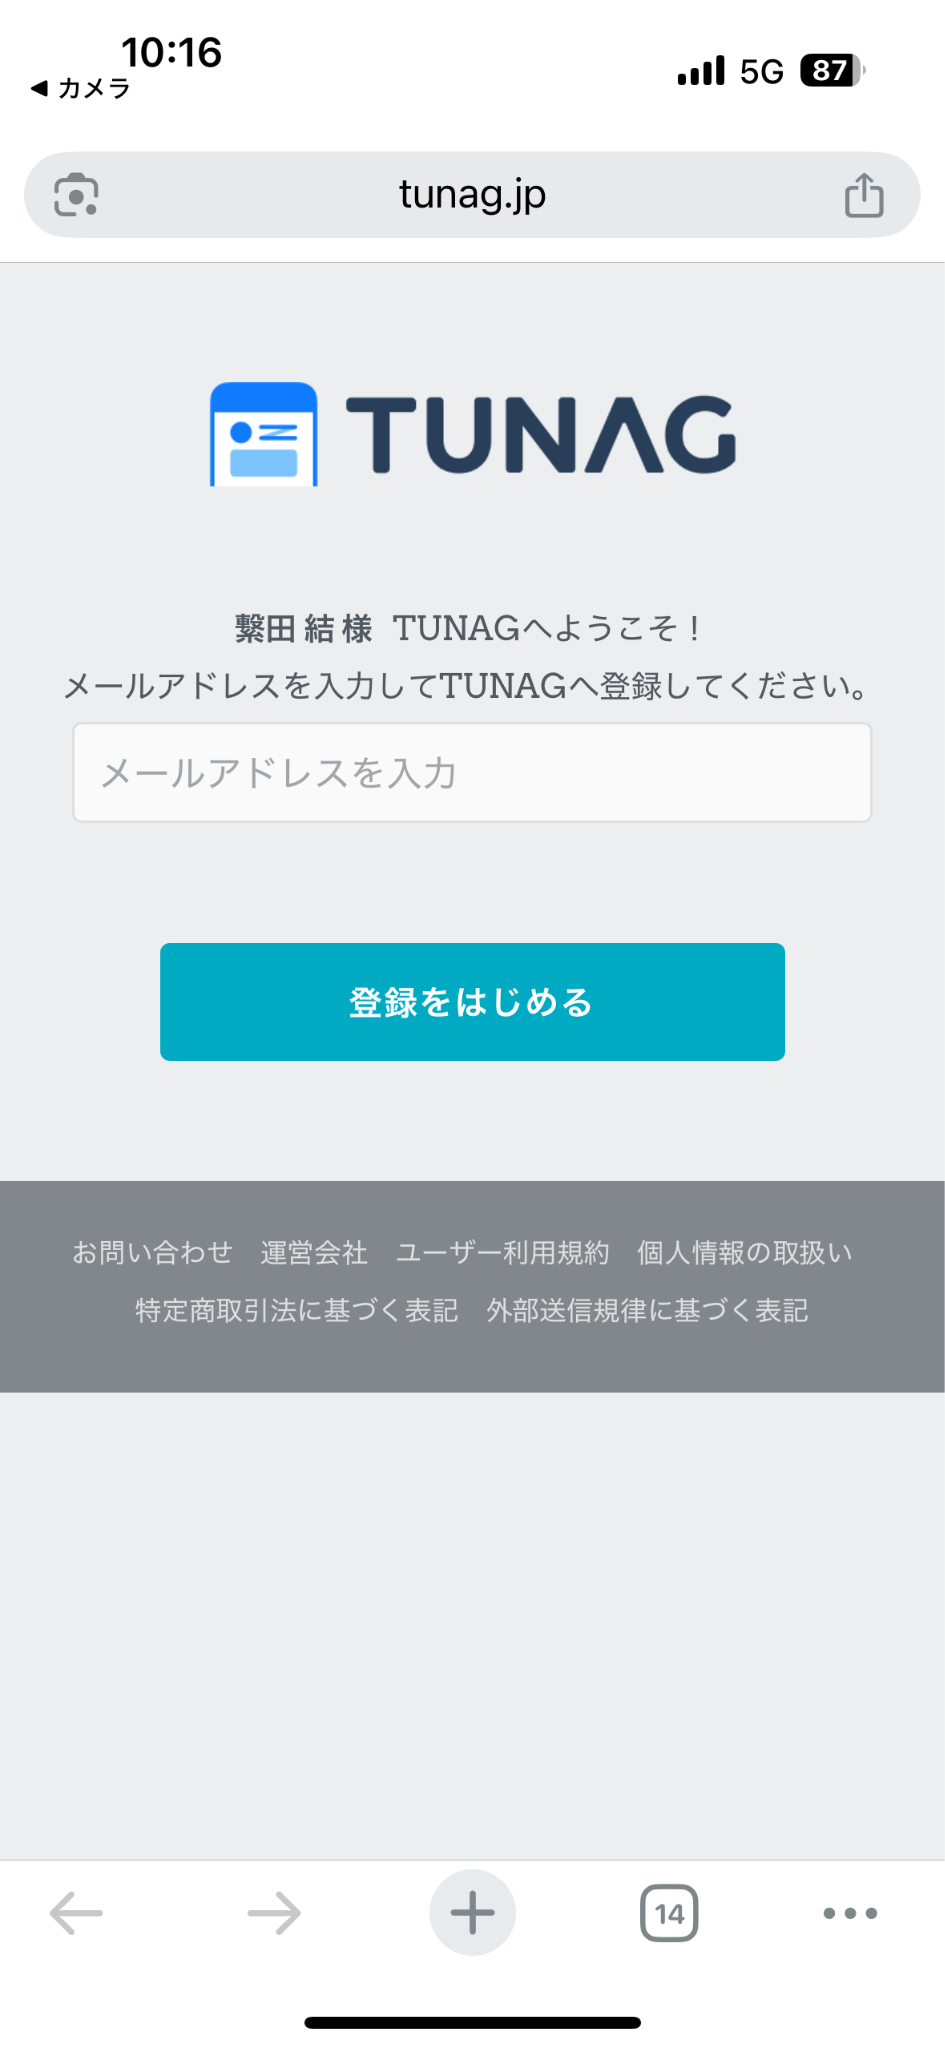 10:16
◀ カメラ
5G 87
tunag.jp
TUNAG
繋田 結 様 TUNAGへようこそ！
メールアドレスを入力してTUNAGへ登録してください。
メールアドレスを入力
登録をはじめる
お問い合わせ 運営会社 ユーザー利用規約 個人情報の取扱い
特定商取引法に基づく表記 外部送信規律に基づく表記
14